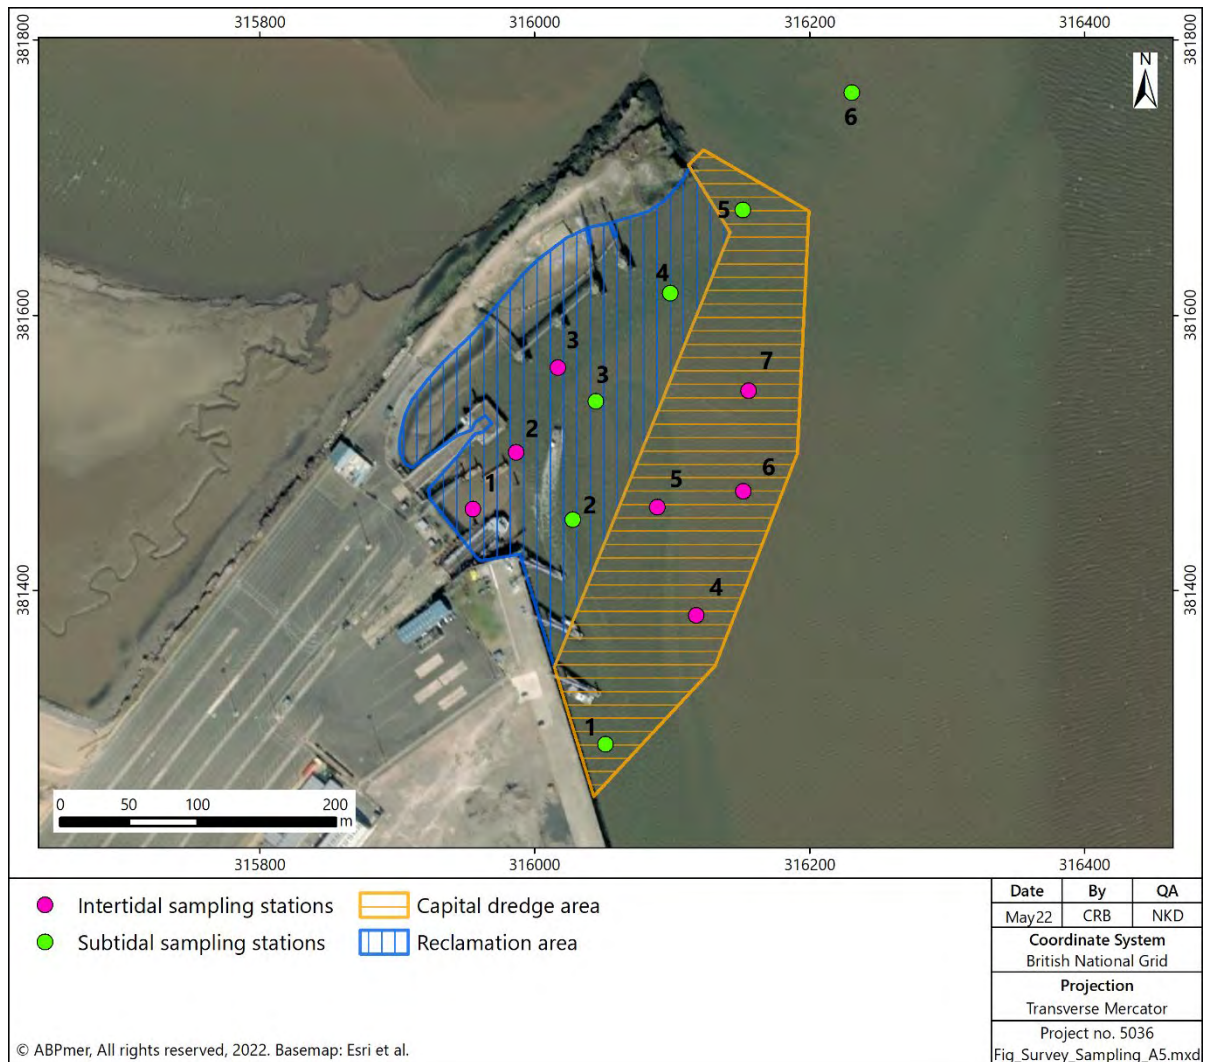 315800 316000 316200 316400
381800 381800
N
6
5
4
3
3
7
2
6
1
5
2
381600 381600
4
381400 381400
1
0 50 100 200
m
315800 316000 316200 316400
Intertidal sampling stations Capital dredge area
Subtidal sampling stations Reclamation area
Date By QA
May22 CRB NKD
Coordinate System
British National Grid
Projection
Transverse Mercator
Project no. 5036
Fig_Survey_Sampling_A5.mxd
© ABPmer, All rights reserved, 2022. Basemap: Esri et al.